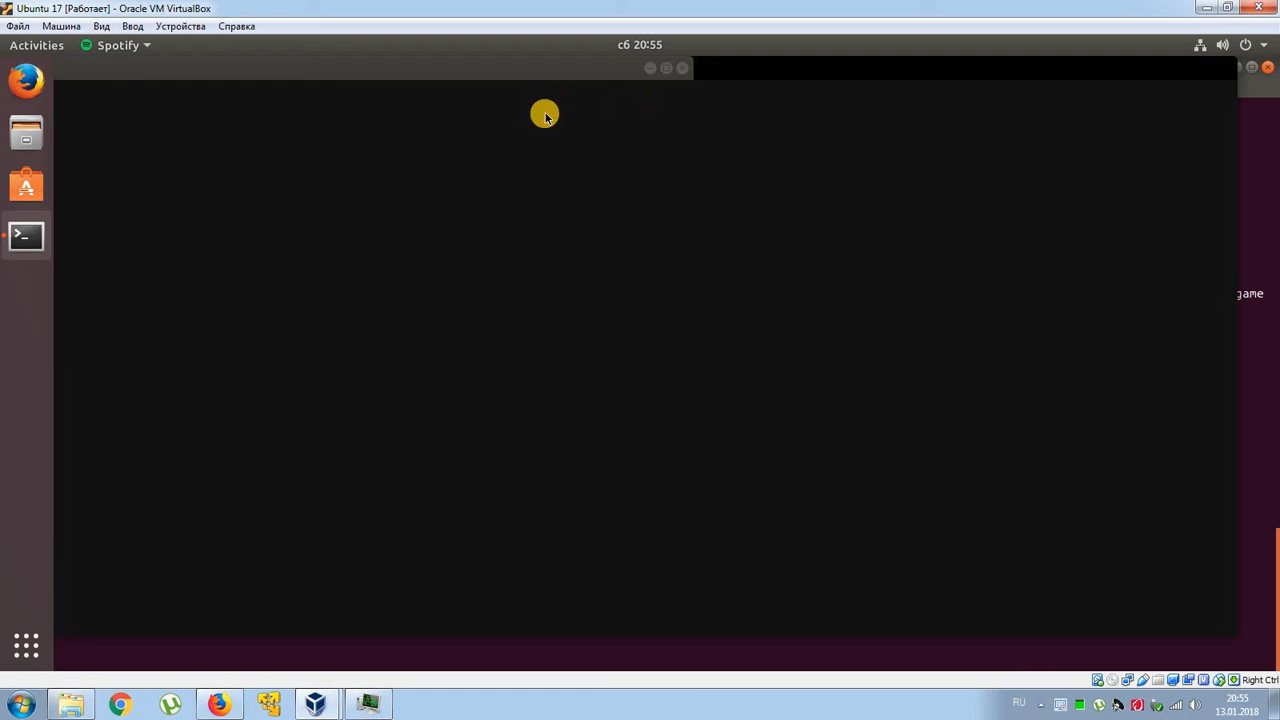 Ubuntu 17 [Работает] - Oracle VM VirtualBox
Файл Машина Вид Ввод Устройства Справка
Activities Spotify сб 20:55
game
Right Ctrl
RU 20:55
13.01.2018